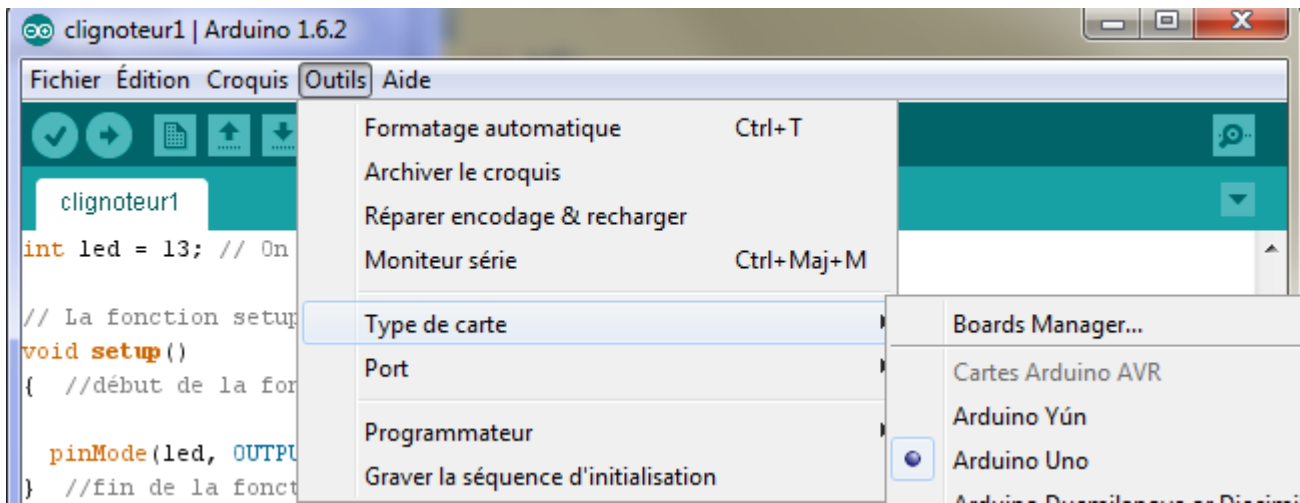 clignoteur1 | Arduino 1.6.2
Fichier Édition Croquis Outils Aide
Formatage automatique Ctrl+T
Archiver le croquis
clignoteur1
Réparer encodage & recharger
int led = 13; // On
Moniteur série Ctrl+Maj+M
// La fonction setup
Type de carte
Boards Manager...
void setup()
Port
Cartes Arduino AVR
{ //début de la fon
Arduino Yún
Programmateur
pinMode(led, OUTPU
Arduino Uno
Graver la séquence d'initialisation
} //fin de la fonct
Arduino